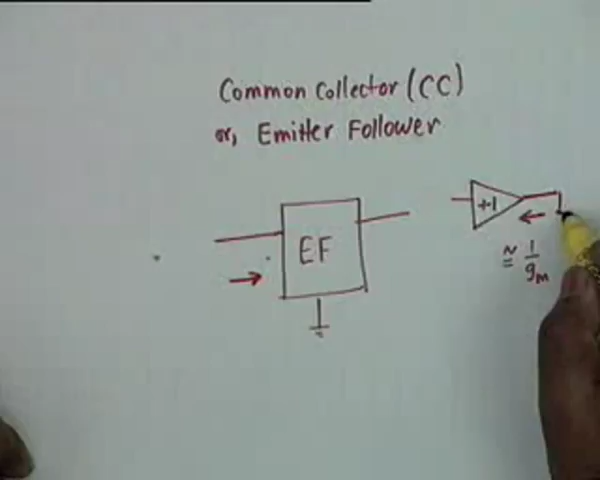 Common Collector (CC)
or, Emitter Follower
+1
EF
≈ 1/gm